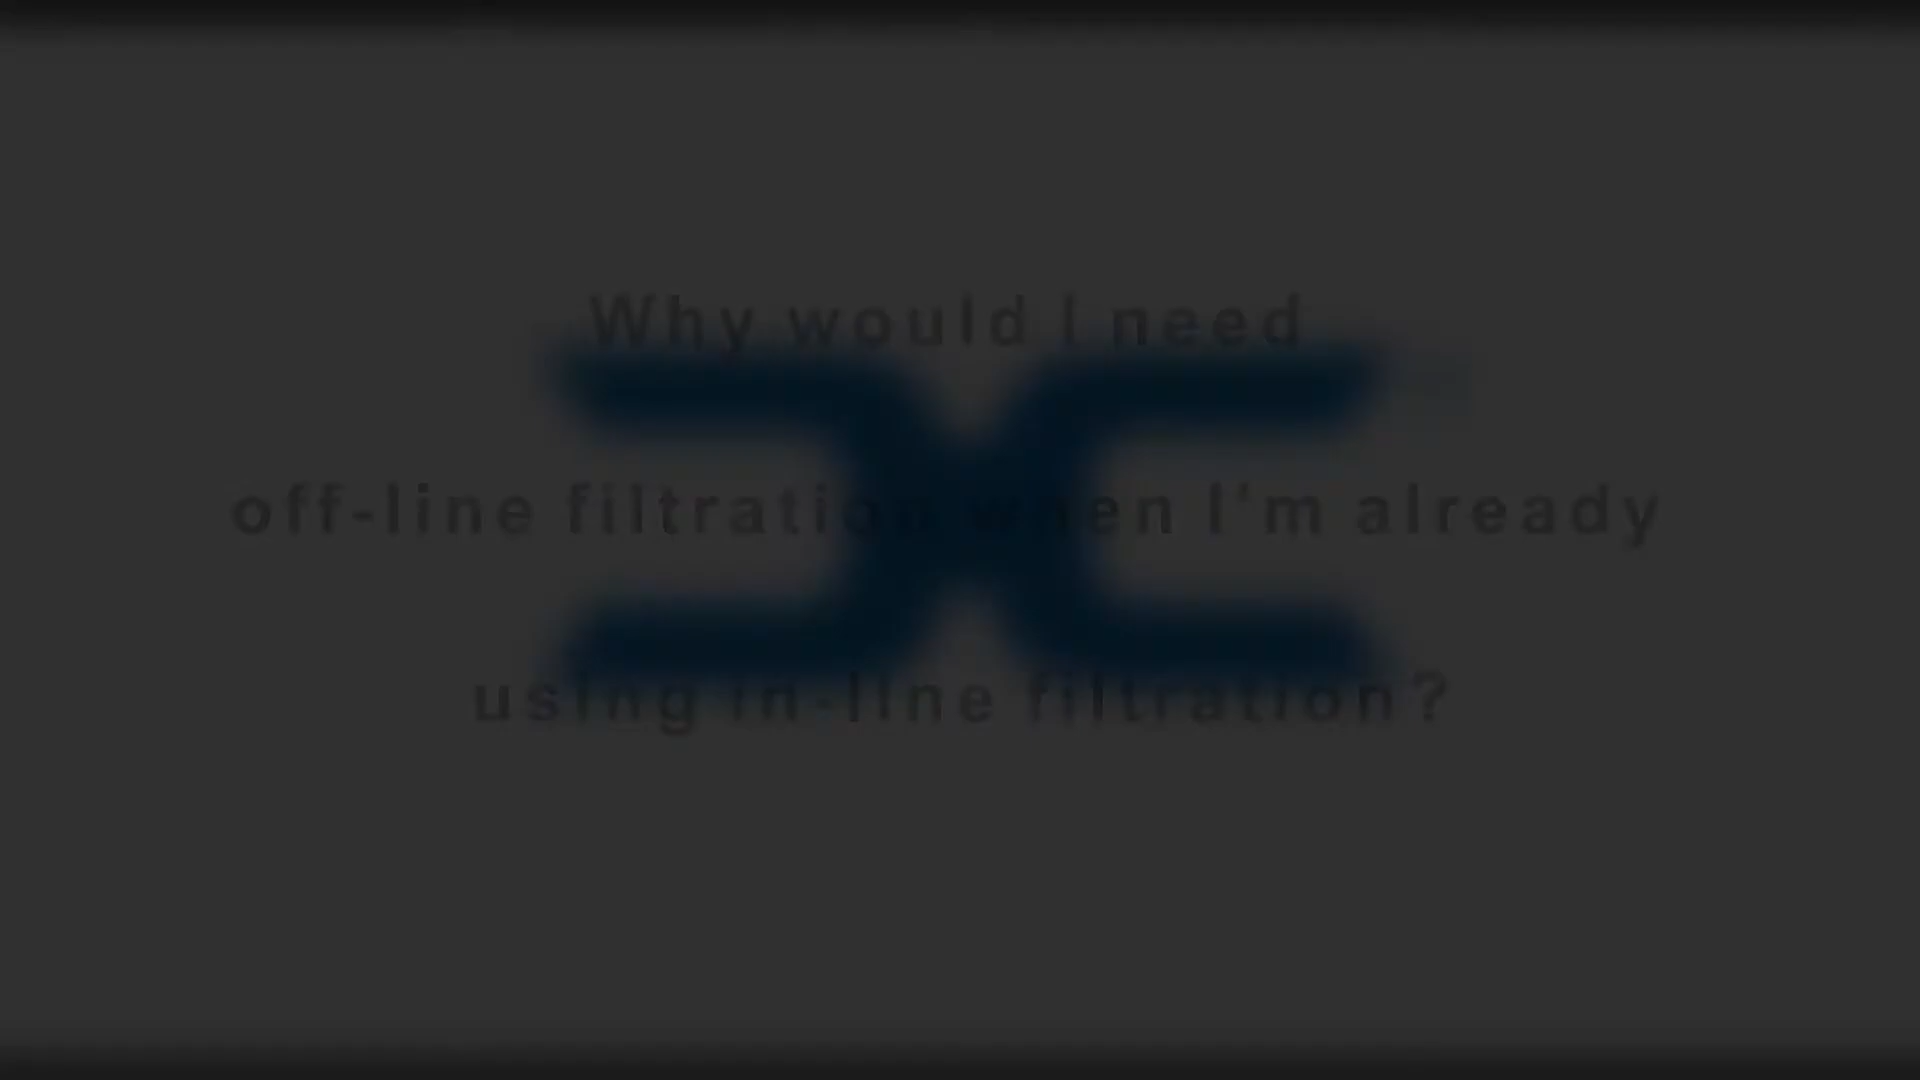 Why would I need
off-line filtration when I'm already
using in-line filtration?